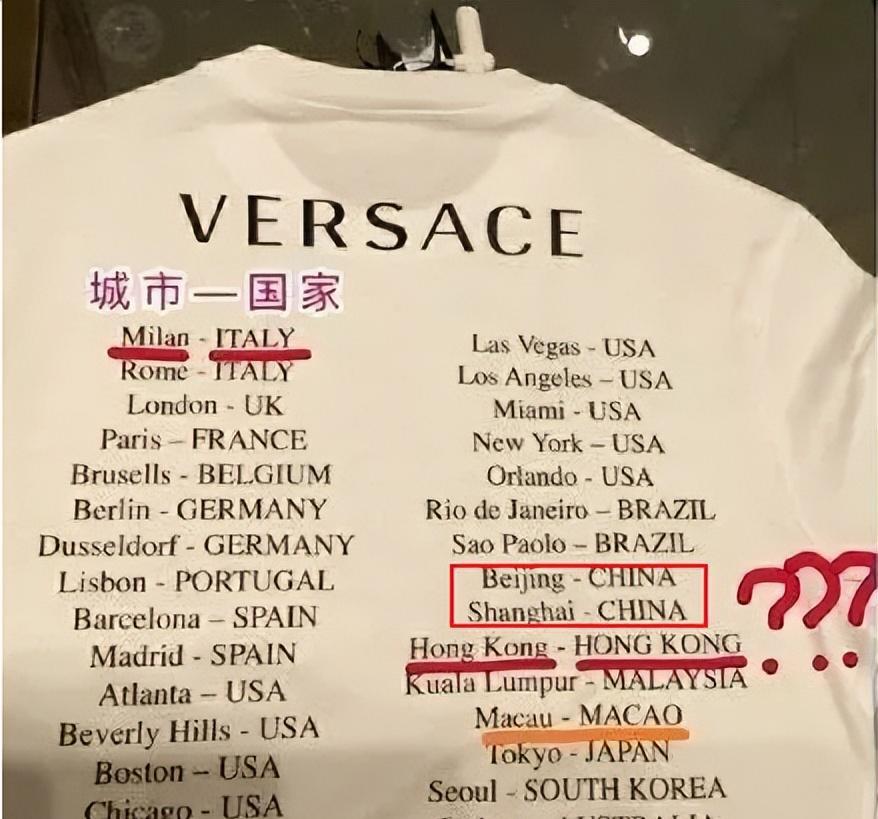 VERSACE
城市—国家
Milan - ITALY
Rome - ITALY
London - UK
Paris – FRANCE
Brusells - BELGIUM
Berlin - GERMANY
Dusseldorf - GERMANY
Lisbon - PORTUGAL
Barcelona – SPAIN
Madrid - SPAIN
Atlanta – USA
Beverly Hills - USA
Boston – USA
Chicago - USA
Las Vegas - USA
Los Angeles – USA
Miami - USA
New York – USA
Orlando - USA
Rio de Janeiro – BRAZIL
Sao Paolo – BRAZIL
Beijing - CHINA
Shanghai - CHINA
Hong Kong - HONG KONG
???
Kuala Lumpur - MALAYSIA
Macau - MACAO
Tokyo - JAPAN
Seoul - SOUTH KOREA